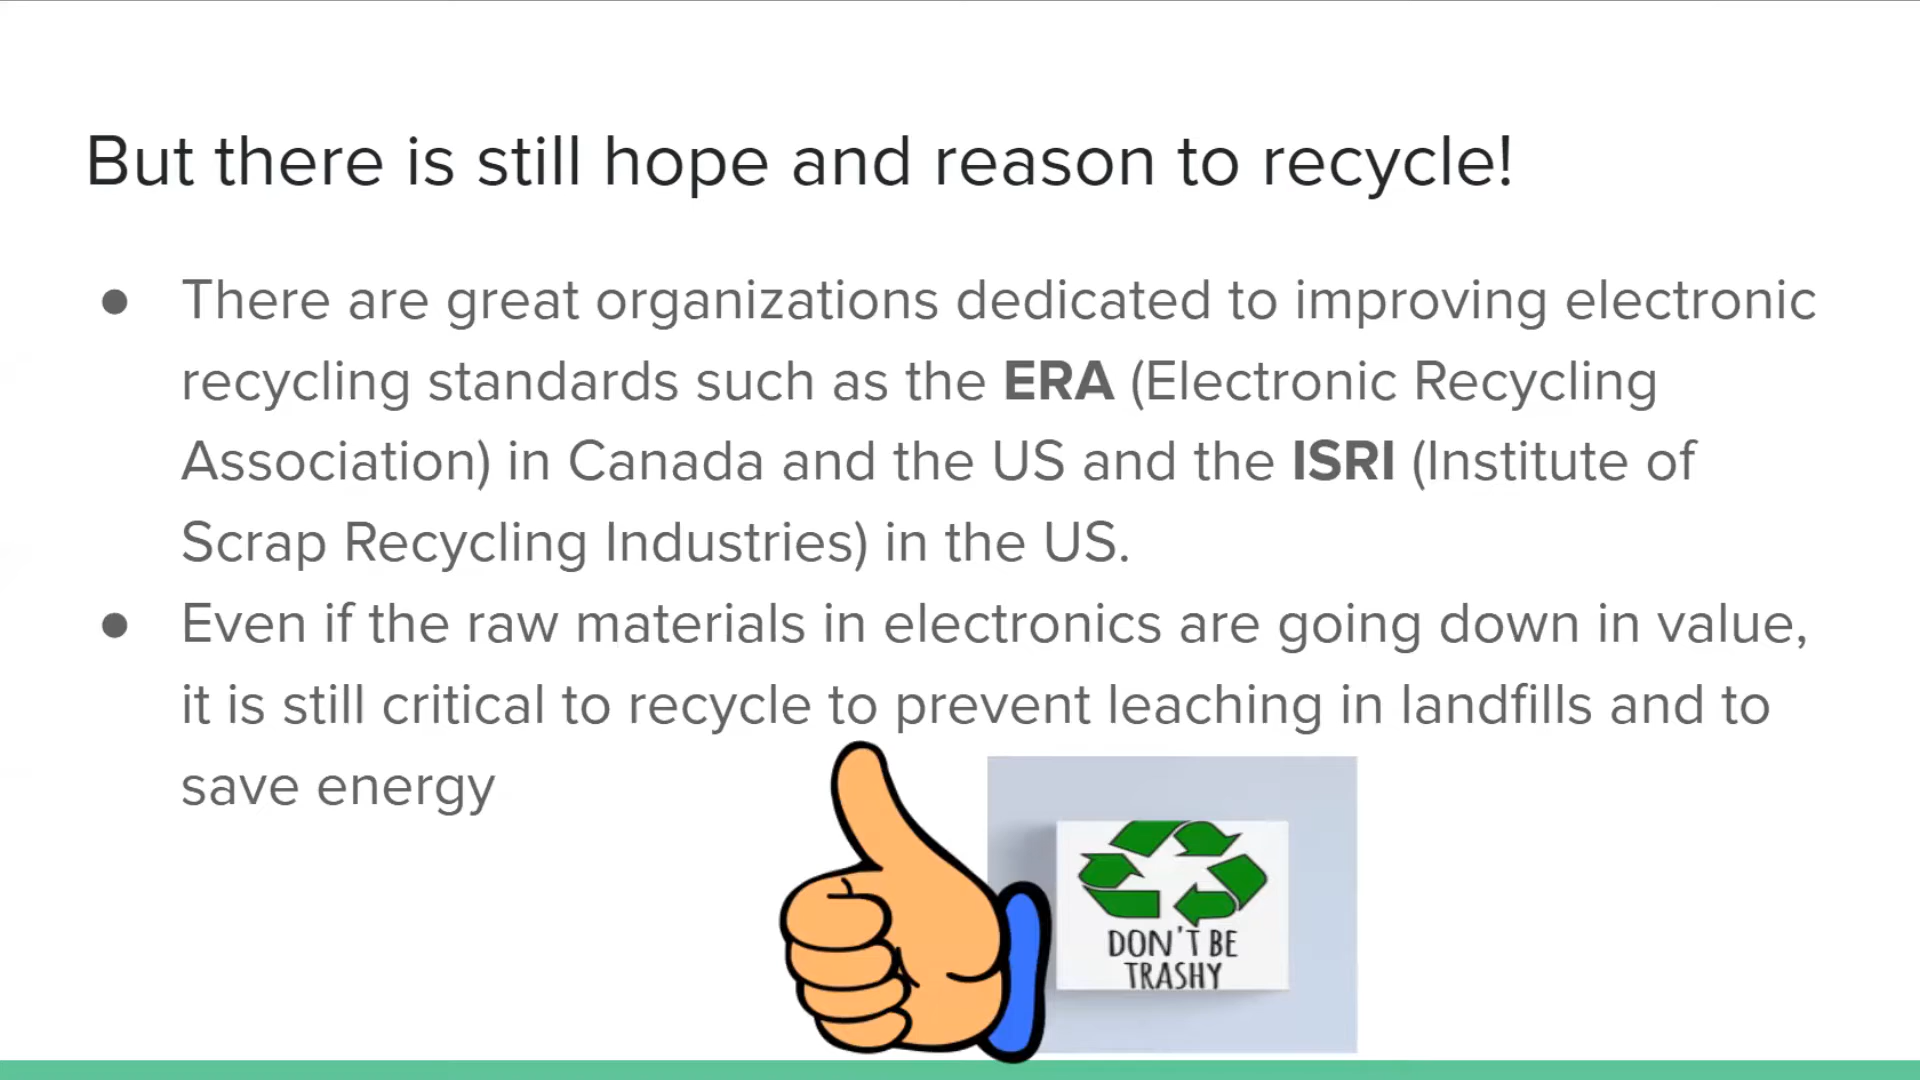 But there is still hope and reason to recycle!
● There are great organizations dedicated to improving electronic
recycling standards such as the ERA (Electronic Recycling
Association) in Canada and the US and the ISRI (Institute of
Scrap Recycling Industries) in the US.
● Even if the raw materials in electronics are going down in value,
it is still critical to recycle to prevent leaching in landfills and to
save energy
DON'T BE
TRASHY